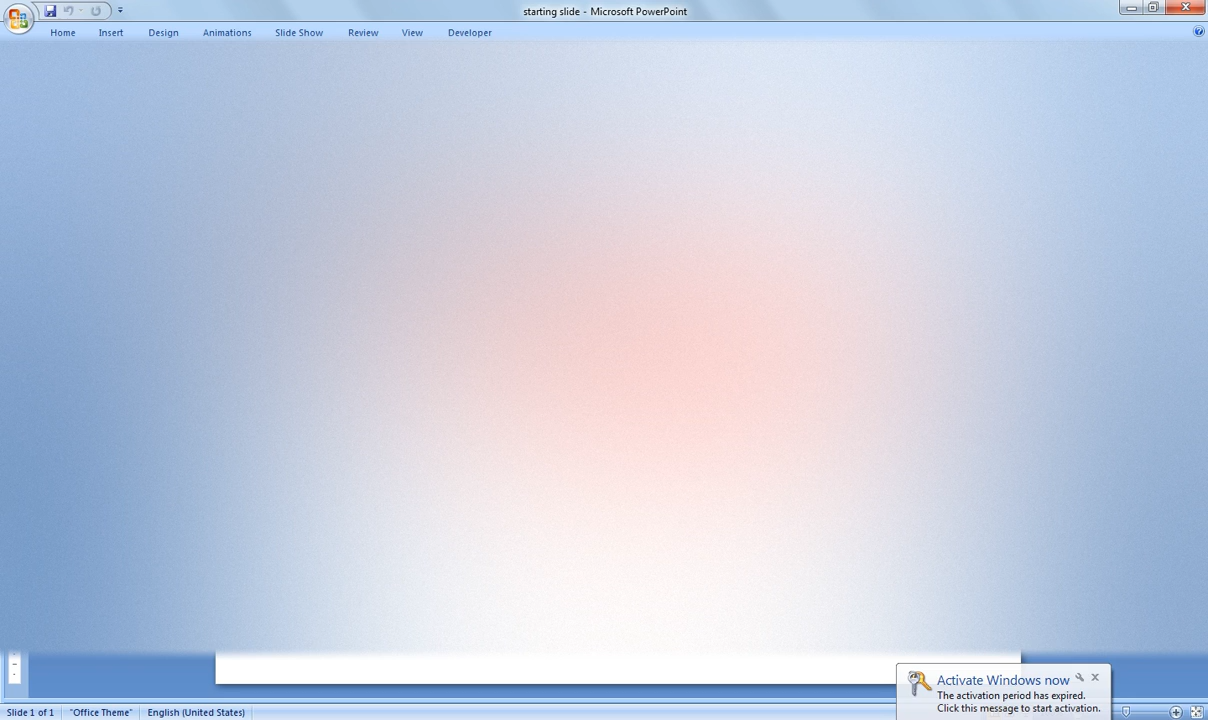 starting slide - Microsoft PowerPoint
Home Insert Design Animations Slide Show Review View Developer
Activate Windows now
The activation period has expired.
Click this message to start activation.
Slide 1 of 1 "Office Theme" English (United States)